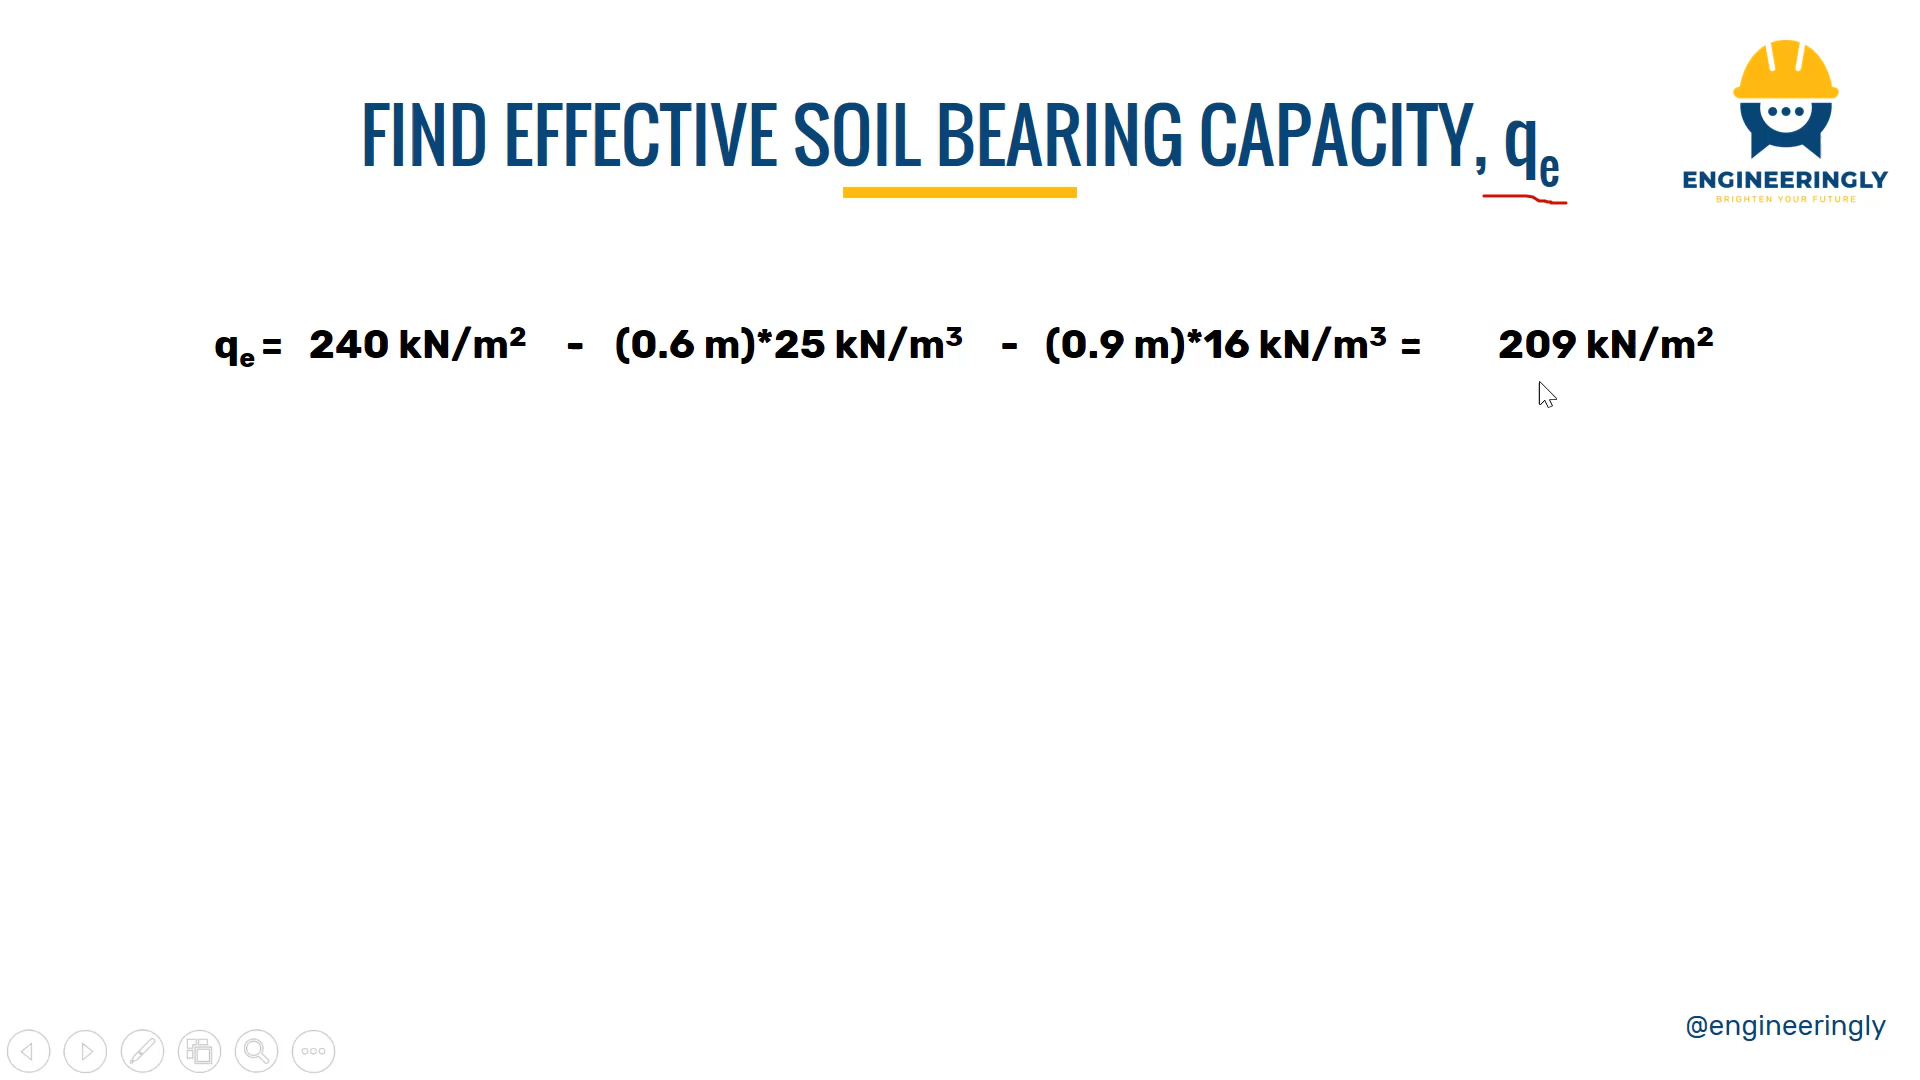 FIND EFFECTIVE SOIL BEARING CAPACITY, qₑ
ENGINEERINGLY
BRIGHTEN YOUR FUTURE
qₑ = 240 kN/m² - (0.6 m)*25 kN/m³ - (0.9 m)*16 kN/m³ = 209 kN/m²
@engineeringly